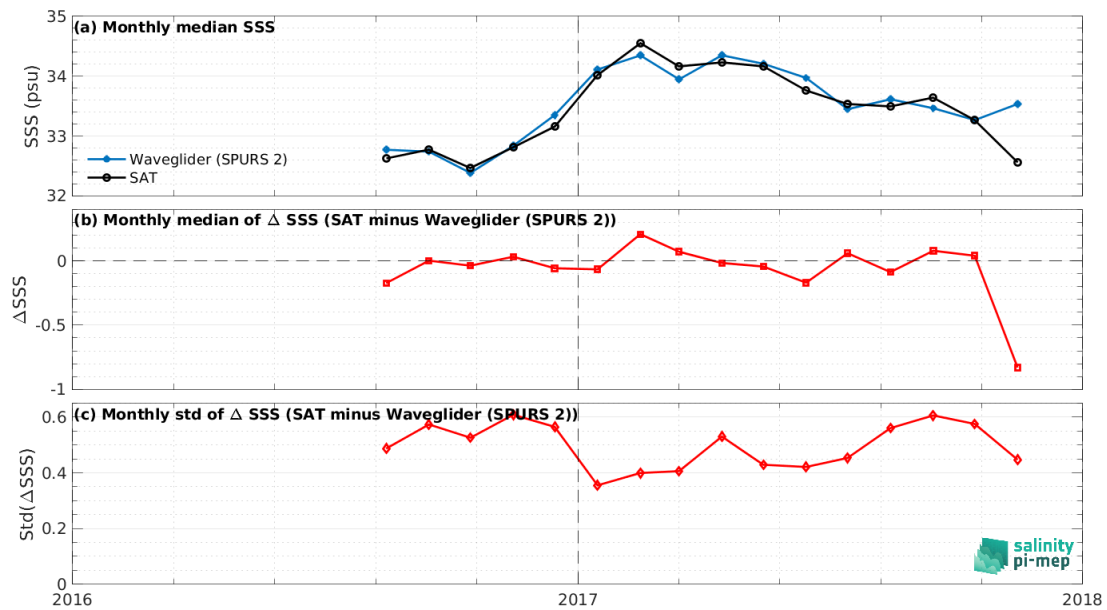 (a) Monthly median SSS
35
34
33
32
SSS (psu)
Waveglider (SPURS 2)
SAT
(b) Monthly median of Δ SSS (SAT minus Waveglider (SPURS 2))
0
-0.5
-1
ΔSSS
(c) Monthly std of Δ SSS (SAT minus Waveglider (SPURS 2))
0.6
0.4
0.2
0
Std(ΔSSS)
salinity
pi-mep
2016
2017
2018